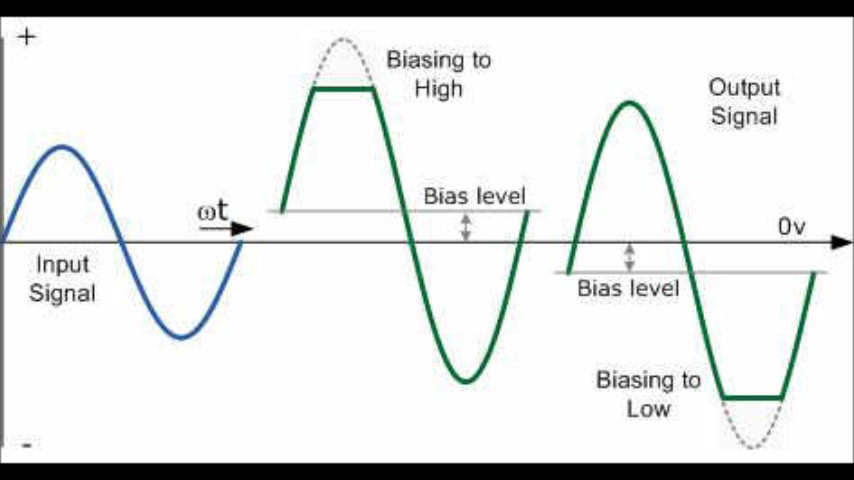 +
Biasing to
High
Output
Signal
Bias level
ωt
0v
Input
Signal
Bias level
Biasing to
Low
-